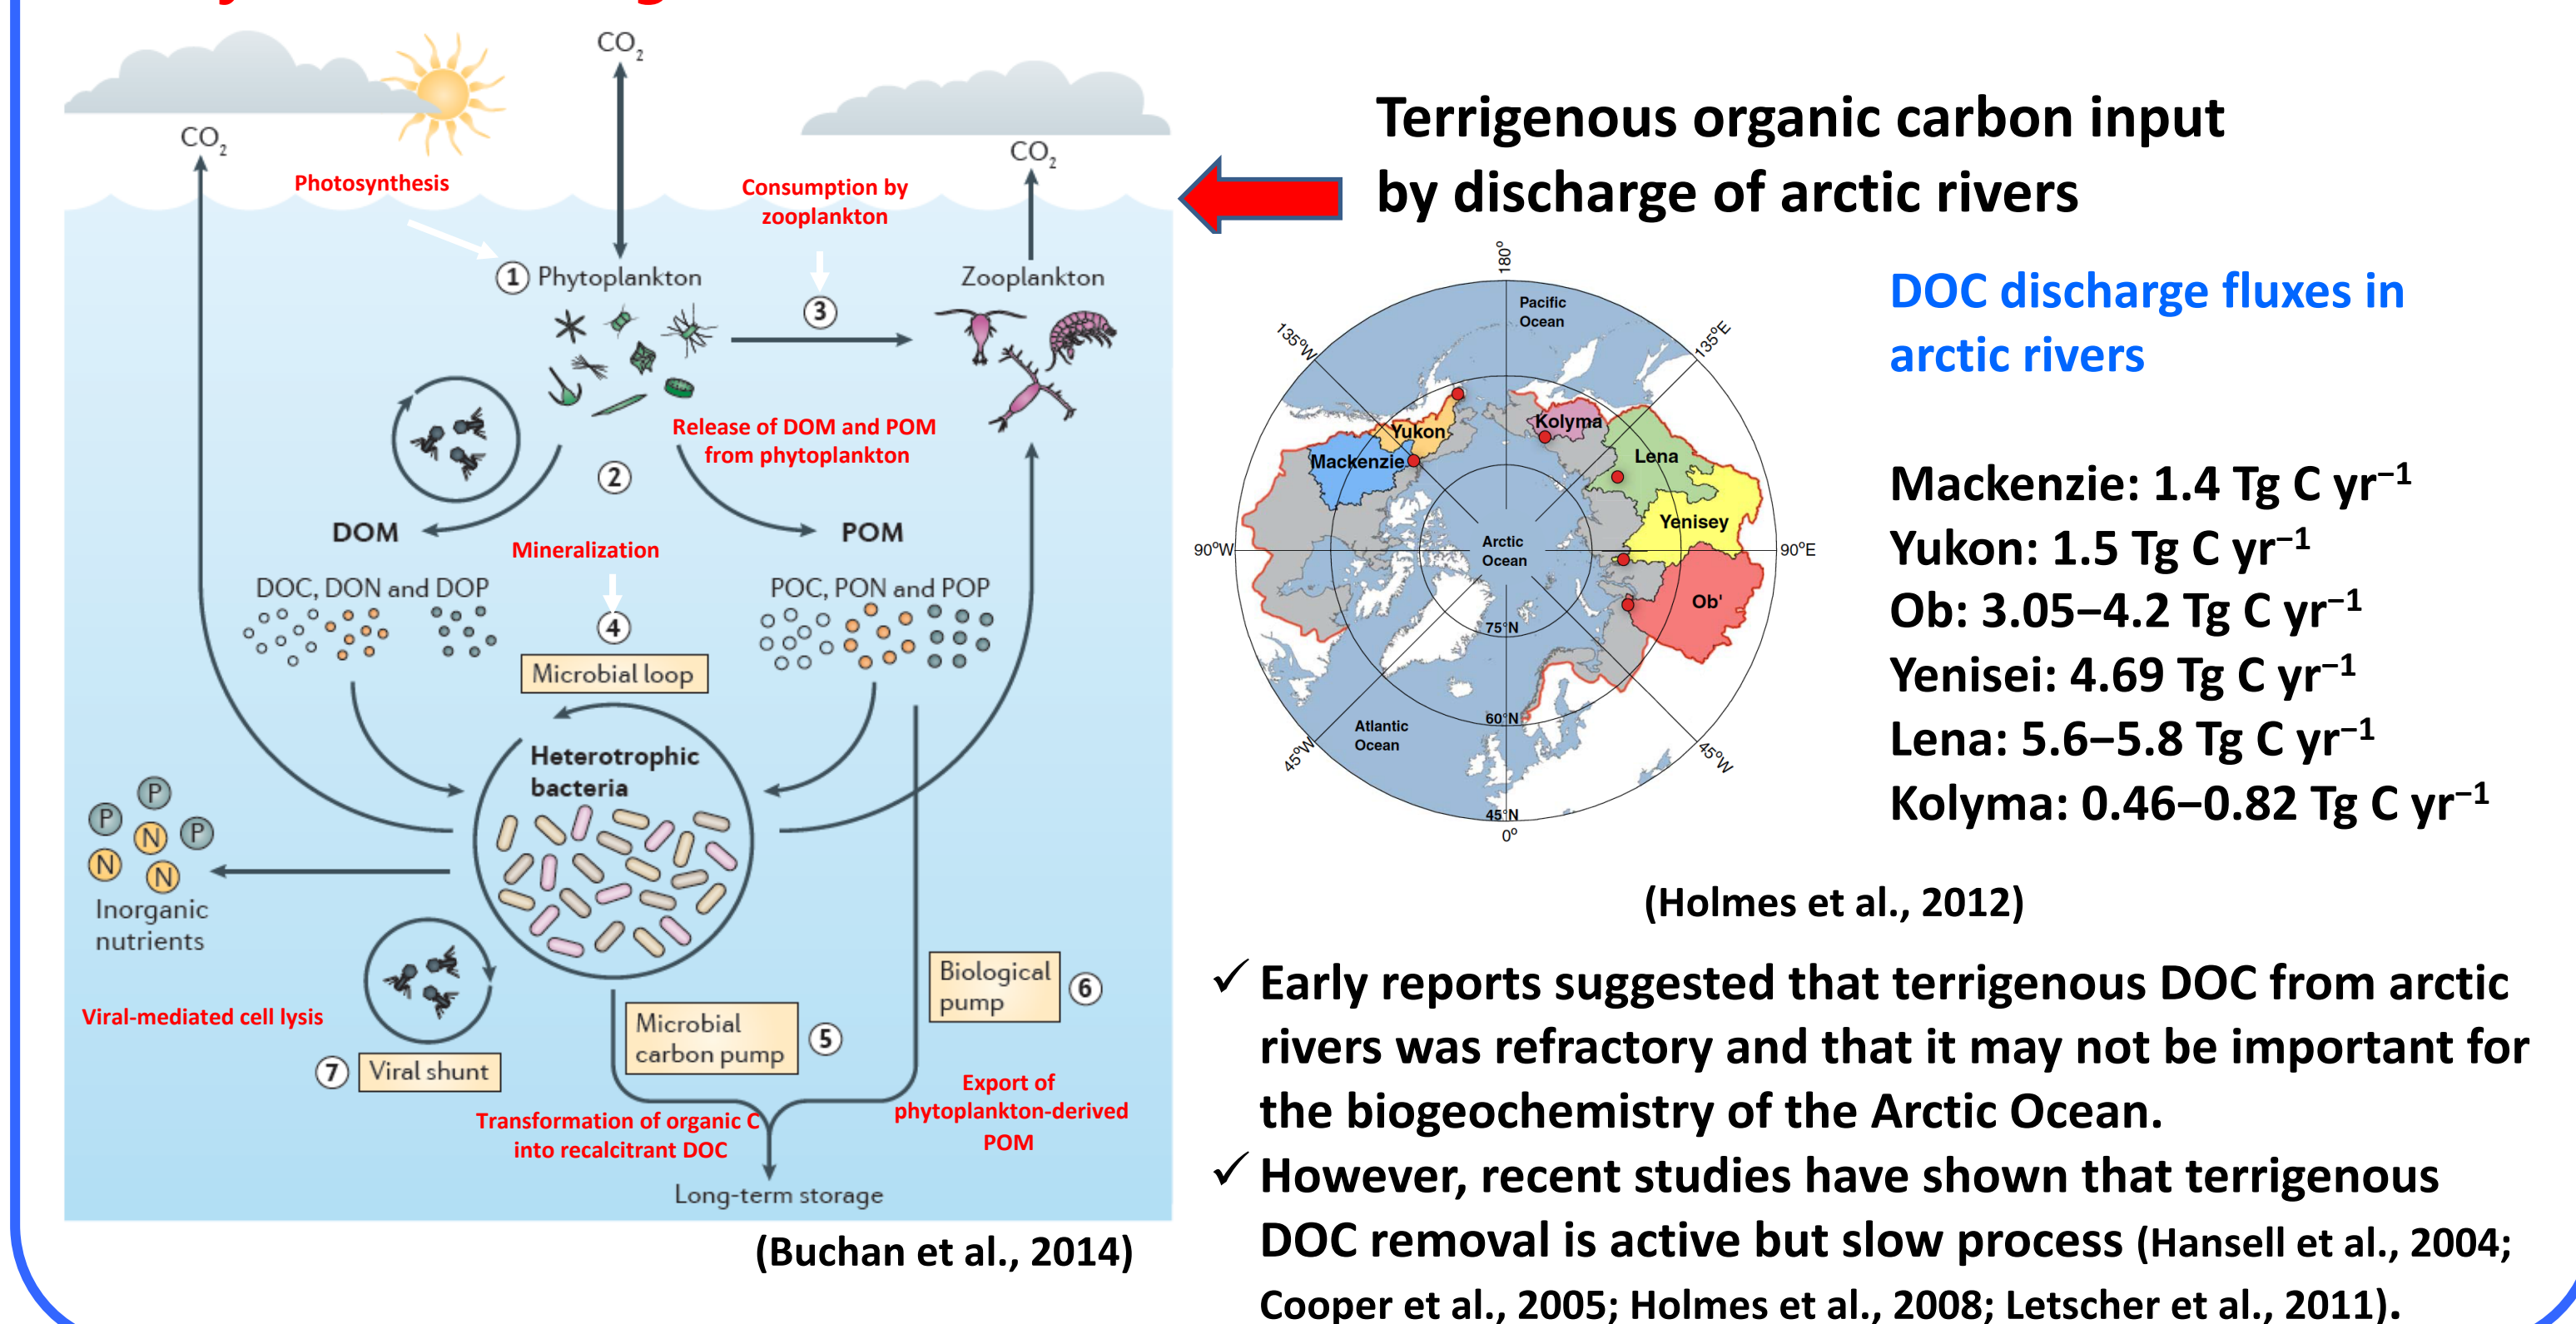 CO2
CO2
CO2
Photosynthesis
Consumption by
zooplankton
1 Phytoplankton
3
Zooplankton
Release of DOM and POM
from phytoplankton
2
DOM
POM
Mineralization
DOC, DON and DOP
POC, PON and POP
4
Microbial loop
Heterotrophic
bacteria
P
P
P
N
N
N
Inorganic
nutrients
Viral-mediated cell lysis
7 Viral shunt
Microbial
carbon pump
5
Biological
pump
6
Transformation of organic C
into recalcitrant DOC
Export of
phytoplankton-derived
POM
Long-term storage
(Buchan et al., 2014)
Terrigenous organic carbon input
by discharge of arctic rivers
180°
Pacific
Ocean
135°W
135°E
Yukon
Kolyma
Mackenzie
Lena
Yenisey
90°W
Arctic
Ocean
90°E
Ob'
75°N
60°N
Atlantic
Ocean
45°W
45°W
45°N
0°
DOC discharge fluxes in
arctic rivers
Mackenzie: 1.4 Tg C yr−1
Yukon: 1.5 Tg C yr−1
Ob: 3.05–4.2 Tg C yr−1
Yenisei: 4.69 Tg C yr−1
Lena: 5.6–5.8 Tg C yr−1
Kolyma: 0.46–0.82 Tg C yr−1
(Holmes et al., 2012)
✓ Early reports suggested that terrigenous DOC from arctic
rivers was refractory and that it may not be important for
the biogeochemistry of the Arctic Ocean.
✓ However, recent studies have shown that terrigenous
DOC removal is active but slow process (Hansell et al., 2004;
Cooper et al., 2005; Holmes et al., 2008; Letscher et al., 2011).